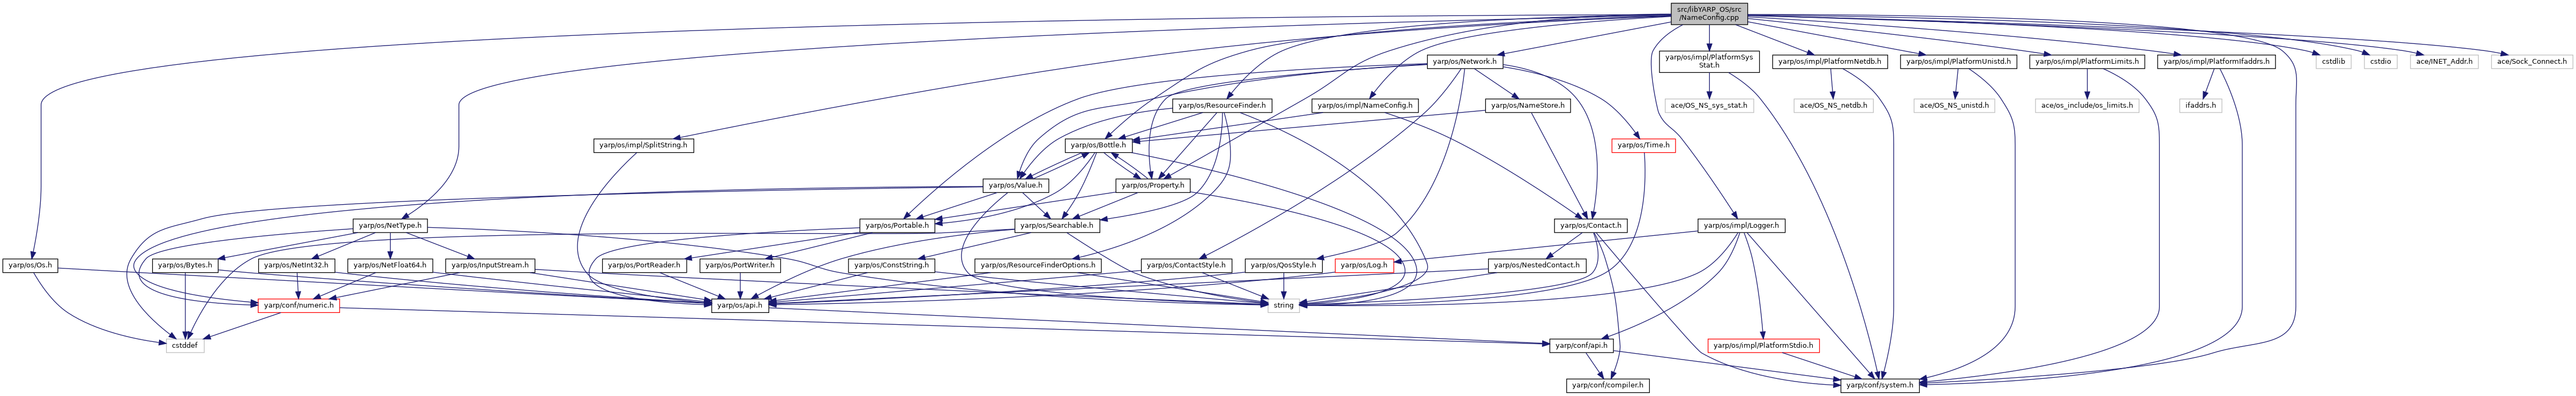 src/libYARP_OS/src
/NameConfig.cpp
yarp/os/Network.h
yarp/os/impl/PlatformSys
Stat.h
yarp/os/impl/PlatformNetdb.h
yarp/os/impl/PlatformUnistd.h
yarp/os/impl/PlatformLimits.h
yarp/os/impl/PlatformIfaddrs.h
cstdlib
cstdio
ace/INET_Addr.h
ace/Sock_Connect.h
yarp/os/ResourceFinder.h
yarp/os/impl/NameConfig.h
yarp/os/NameStore.h
ace/OS_NS_sys_stat.h
ace/OS_NS_netdb.h
ace/OS_NS_unistd.h
ace/os_include/os_limits.h
ifaddrs.h
yarp/os/impl/SplitString.h
yarp/os/Bottle.h
yarp/os/Time.h
yarp/os/Value.h
yarp/os/Property.h
yarp/os/NetType.h
yarp/os/Portable.h
yarp/os/Searchable.h
yarp/os/Contact.h
yarp/os/impl/Logger.h
yarp/os/Os.h
yarp/os/Bytes.h
yarp/os/NetInt32.h
yarp/os/NetFloat64.h
yarp/os/InputStream.h
yarp/os/PortReader.h
yarp/os/PortWriter.h
yarp/os/ConstString.h
yarp/os/ResourceFinderOptions.h
yarp/os/ContactStyle.h
yarp/os/QosStyle.h
yarp/os/Log.h
yarp/os/NestedContact.h
yarp/conf/numeric.h
yarp/os/api.h
string
cstddef
yarp/conf/api.h
yarp/os/impl/PlatformStdio.h
yarp/conf/compiler.h
yarp/conf/system.h